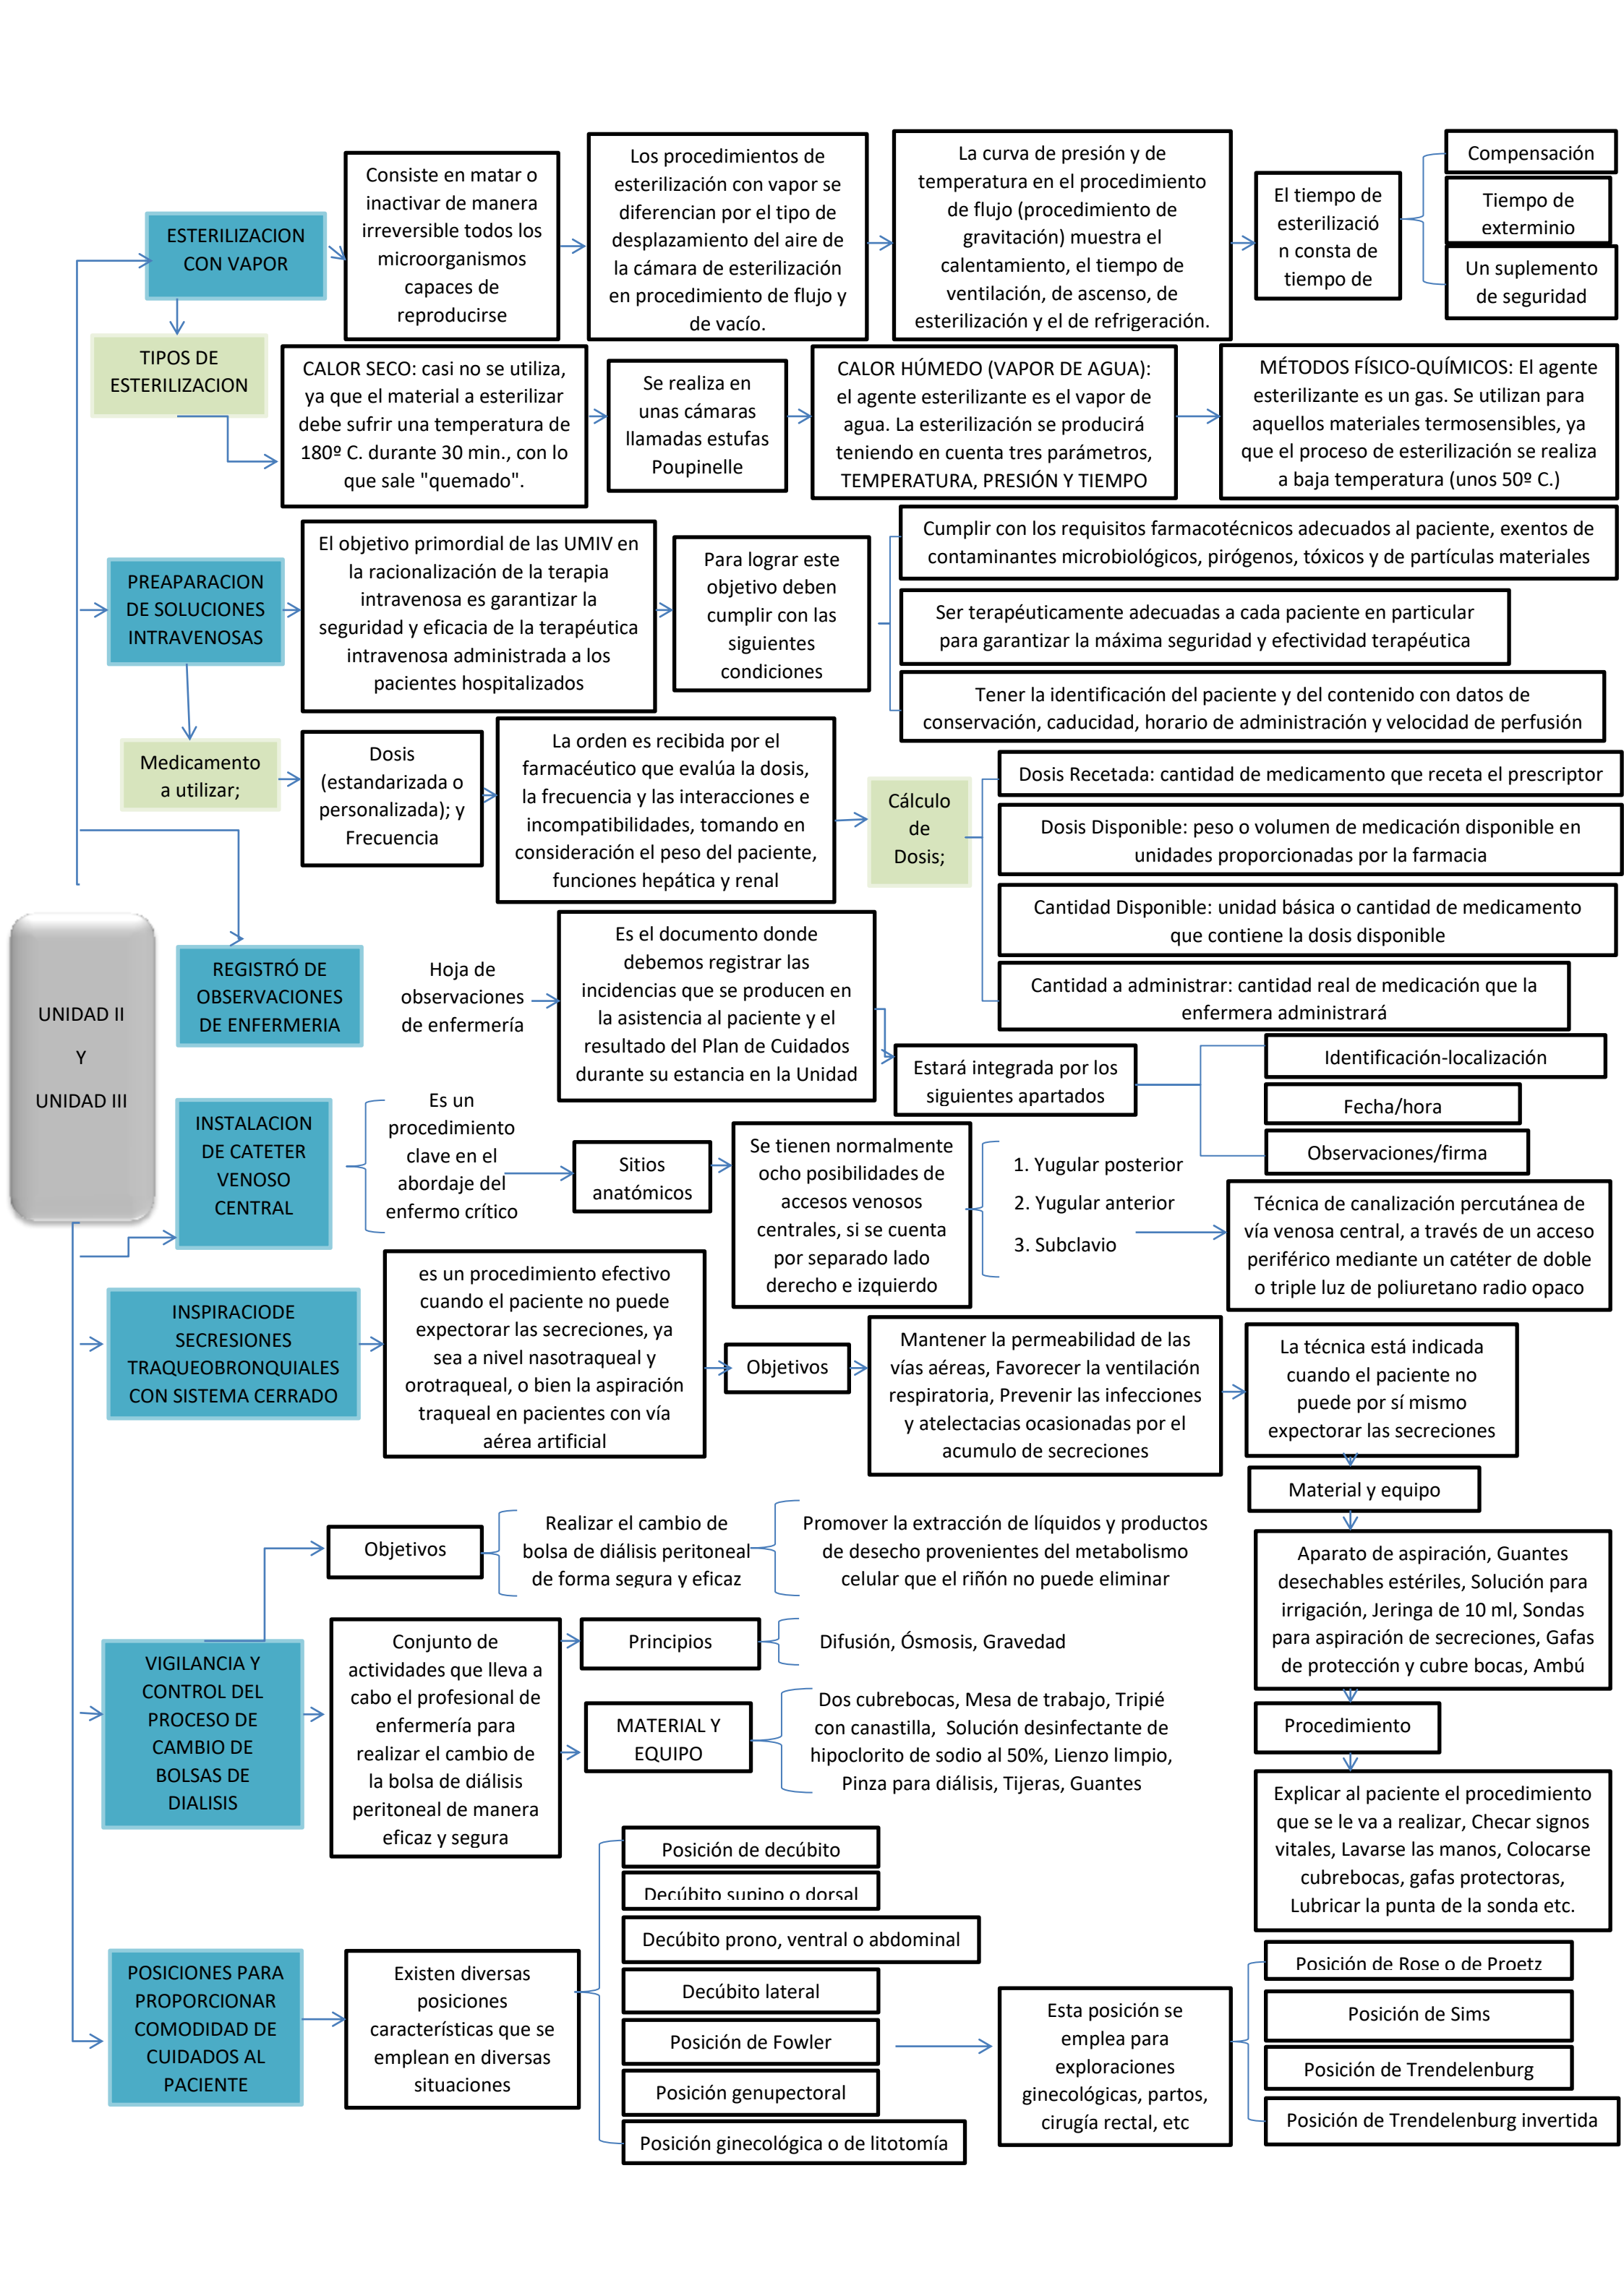 ESTERILIZACION
CON VAPOR
Consiste en matar o
inactivar de manera
irreversible todos los
microorganismos
capaces de
reproducirse
Los procedimientos de
esterilización con vapor se
diferencian por el tipo de
desplazamiento del aire de
la cámara de esterilización
en procedimiento de flujo y
de vacío.
La curva de presión y de
temperatura en el procedimiento
de flujo (procedimiento de
gravitación) muestra el
calentamiento, el tiempo de
ventilación, de ascenso, de
esterilización y el de refrigeración.
El tiempo de
esterilizació
n consta de
tiempo de
Compensación
Tiempo de
exterminio
Un suplemento
de seguridad
TIPOS DE
ESTERILIZACION
CALOR SECO: casi no se utiliza,
ya que el material a esterilizar
debe sufrir una temperatura de
180º C. durante 30 min., con lo
que sale "quemado".
Se realiza en
unas cámaras
llamadas estufas
Poupinelle
CALOR HÚMEDO (VAPOR DE AGUA):
el agente esterilizante es el vapor de
agua. La esterilización se producirá
teniendo en cuenta tres parámetros,
TEMPERATURA, PRESIÓN Y TIEMPO
MÉTODOS FÍSICO-QUÍMICOS: El agente
esterilizante es un gas. Se utilizan para
aquellos materiales termosensibles, ya
que el proceso de esterilización se realiza
a baja temperatura (unos 50º C.)
PREAPARACION
DE SOLUCIONES
INTRAVENOSAS
El objetivo primordial de las UMIV en
la racionalización de la terapia
intravenosa es garantizar la
seguridad y eficacia de la terapéutica
intravenosa administrada a los
pacientes hospitalizados
Para lograr este
objetivo deben
cumplir con las
siguientes
condiciones
Cumplir con los requisitos farmacotécnicos adecuados al paciente, exentos de
contaminantes microbiológicos, pirógenos, tóxicos y de partículas materiales
Ser terapéuticamente adecuadas a cada paciente en particular
para garantizar la máxima seguridad y efectividad terapéutica
Tener la identificación del paciente y del contenido con datos de
conservación, caducidad, horario de administración y velocidad de perfusión
Medicamento
a utilizar;
Dosis
(estandarizada o
personalizada); y
Frecuencia
La orden es recibida por el
farmacéutico que evalúa la dosis,
la frecuencia y las interacciones e
incompatibilidades, tomando en
consideración el peso del paciente,
funciones hepática y renal
Cálculo
de
Dosis;
Dosis Recetada: cantidad de medicamento que receta el prescriptor
Dosis Disponible: peso o volumen de medicación disponible en
unidades proporcionadas por la farmacia
Cantidad Disponible: unidad básica o cantidad de medicamento
que contiene la dosis disponible
Cantidad a administrar: cantidad real de medicación que la
enfermera administrará
UNIDAD II
Y
UNIDAD III
REGISTRÓ DE
OBSERVACIONES
DE ENFERMERIA
Hoja de
observaciones
de enfermería
Es el documento donde
debemos registrar las
incidencias que se producen en
la asistencia al paciente y el
resultado del Plan de Cuidados
durante su estancia en la Unidad
Estará integrada por los
siguientes apartados
Identificación-localización
Fecha/hora
Observaciones/firma
INSTALACION
DE CATETER
VENOSO
CENTRAL
Es un
procedimiento
clave en el
abordaje del
enfermo crítico
Sitios
anatómicos
Se tienen normalmente
ocho posibilidades de
accesos venosos
centrales, si se cuenta
por separado lado
derecho e izquierdo
1. Yugular posterior
2. Yugular anterior
3. Subclavio
Técnica de canalización percutánea de
vía venosa central, a través de un acceso
periférico mediante un catéter de doble
o triple luz de poliuretano radio opaco
INSPIRACIODE
SECRESIONES
TRAQUEOBRONQUIALES
CON SISTEMA CERRADO
es un procedimiento efectivo
cuando el paciente no puede
expectorar las secreciones, ya
sea a nivel nasotraqueal y
orotraqueal, o bien la aspiración
traqueal en pacientes con vía
aérea artificial
Objetivos
Mantener la permeabilidad de las
vías aéreas, Favorecer la ventilación
respiratoria, Prevenir las infecciones
y atelectacias ocasionadas por el
acumulo de secreciones
La técnica está indicada
cuando el paciente no
puede por sí mismo
expectorar las secreciones
Material y equipo
Aparato de aspiración, Guantes
desechables estériles, Solución para
irrigación, Jeringa de 10 ml, Sondas
para aspiración de secreciones, Gafas
de protección y cubre bocas, Ambú
Procedimiento
Explicar al paciente el procedimiento
que se le va a realizar, Checar signos
vitales, Lavarse las manos, Colocarse
cubrebocas, gafas protectoras,
Lubricar la punta de la sonda etc.
Objetivos
Realizar el cambio de
bolsa de diálisis peritoneal
de forma segura y eficaz
Promover la extracción de líquidos y productos
de desecho provenientes del metabolismo
celular que el riñón no puede eliminar
VIGILANCIA Y
CONTROL DEL
PROCESO DE
CAMBIO DE
BOLSAS DE
DIALISIS
Conjunto de
actividades que lleva a
cabo el profesional de
enfermería para
realizar el cambio de
la bolsa de diálisis
peritoneal de manera
eficaz y segura
Principios
Difusión, Ósmosis, Gravedad
MATERIAL Y
EQUIPO
Dos cubrebocas, Mesa de trabajo, Tripié
con canastilla, Solución desinfectante de
hipoclorito de sodio al 50%, Lienzo limpio,
Pinza para diálisis, Tijeras, Guantes
POSICIONES PARA
PROPORCIONAR
COMODIDAD DE
CUIDADOS AL
PACIENTE
Existen diversas
posiciones
características que se
emplean en diversas
situaciones
Posición de decúbito
Decúbito supino o dorsal
Decúbito prono, ventral o abdominal
Decúbito lateral
Posición de Fowler
Posición genupectoral
Posición ginecológica o de litotomía
Esta posición se
emplea para
exploraciones
ginecológicas, partos,
cirugía rectal, etc
Posición de Rose o de Proetz
Posición de Sims
Posición de Trendelenburg
Posición de Trendelenburg invertida